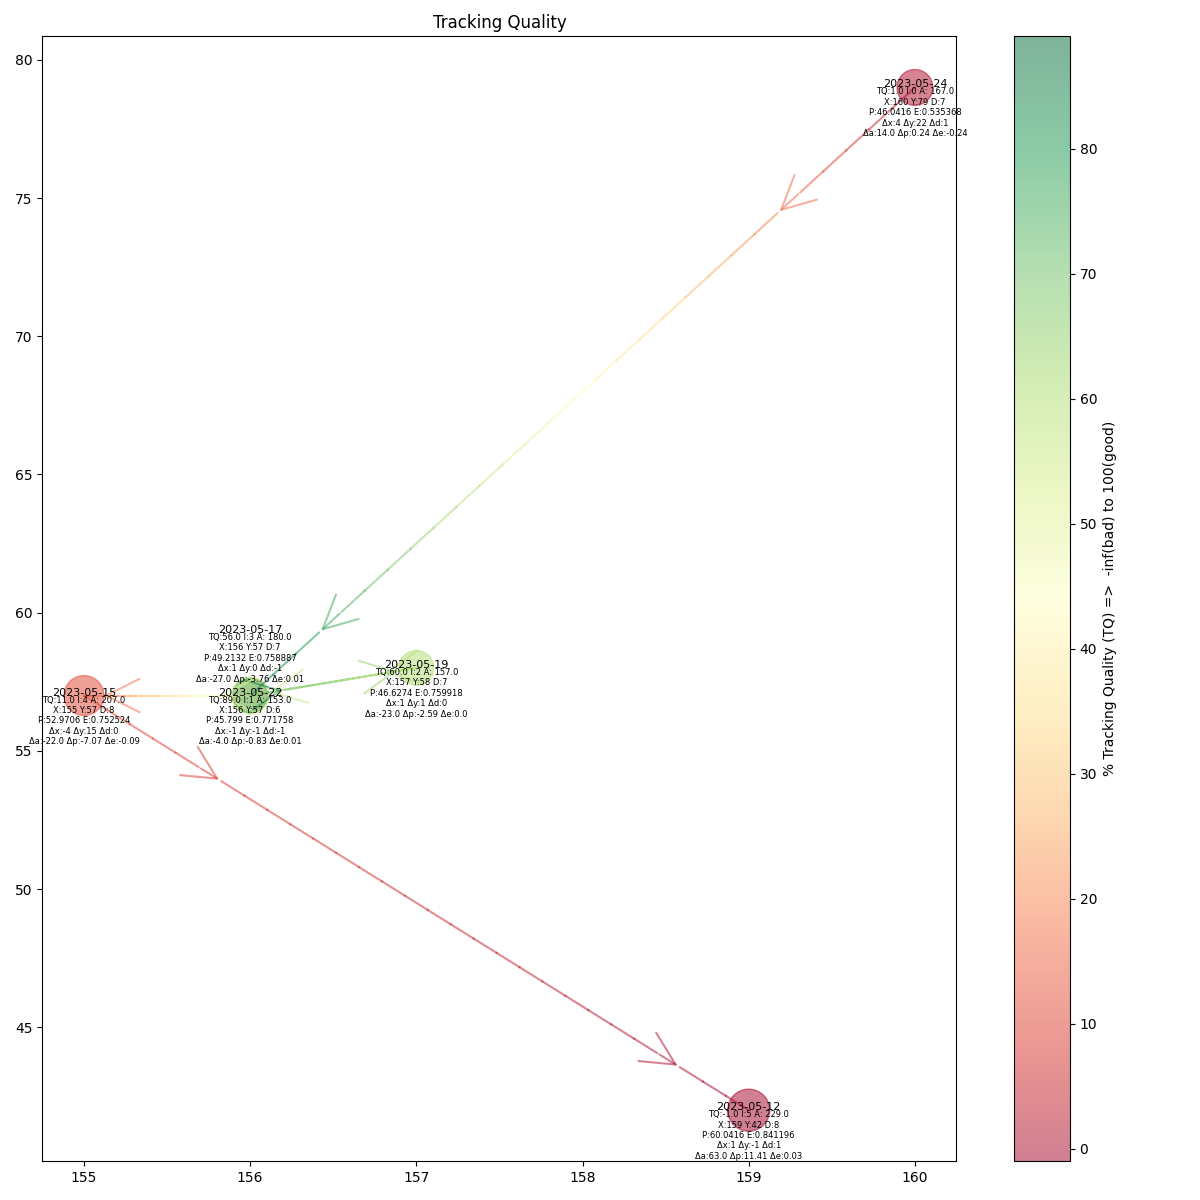 Tracking Quality
80
75
70
65
60
55
50
45
155
156
157
158
159
160
2023-05-24
TQ:1.0 I:0 A: 167.0
X:160 Y:79 D:7
P:46.0416 E:0.535368
Δx:4 Δy:22 Δd:1
Δa:14.0 Δp:0.24 Δe:-0.24
2023-05-17
TQ:56.0 I:3 A: 180.0
X:156 Y:57 D:7
P:49.2132 E:0.758887
Δx:1 Δy:0 Δd:-1
Δa:-27.0 Δp:-3.76 Δe:0.01
2023-05-19
TQ:60.0 I:2 A: 157.0
X:157 Y:58 D:7
P:46.6274 E:0.759918
Δx:1 Δy:1 Δd:0
Δa:-23.0 Δp:-2.59 Δe:0.0
2023-05-15
TQ:11.0 I:4 A: 207.0
X:155 Y:57 D:8
P:52.9706 E:0.752524
Δx:-4 Δy:15 Δd:0
Δa:-22.0 Δp:-7.07 Δe:-0.09
2023-05-22
TQ:89.0 I:1 A: 153.0
X:156 Y:57 D:6
P:45.799 E:0.771758
Δx:-1 Δy:-1 Δd:-1
Δa:-4.0 Δp:-0.83 Δe:0.01
2023-05-12
TQ:-1.0 I:5 A: 229.0
X:159 Y:42 D:8
P:60.0416 E:0.841196
Δx:1 Δy:-1 Δd:1
Δa:63.0 Δp:11.41 Δe:0.03
80
70
60
50
40
30
20
10
0
% Tracking Quality (TQ) => -inf(bad) to 100(good)